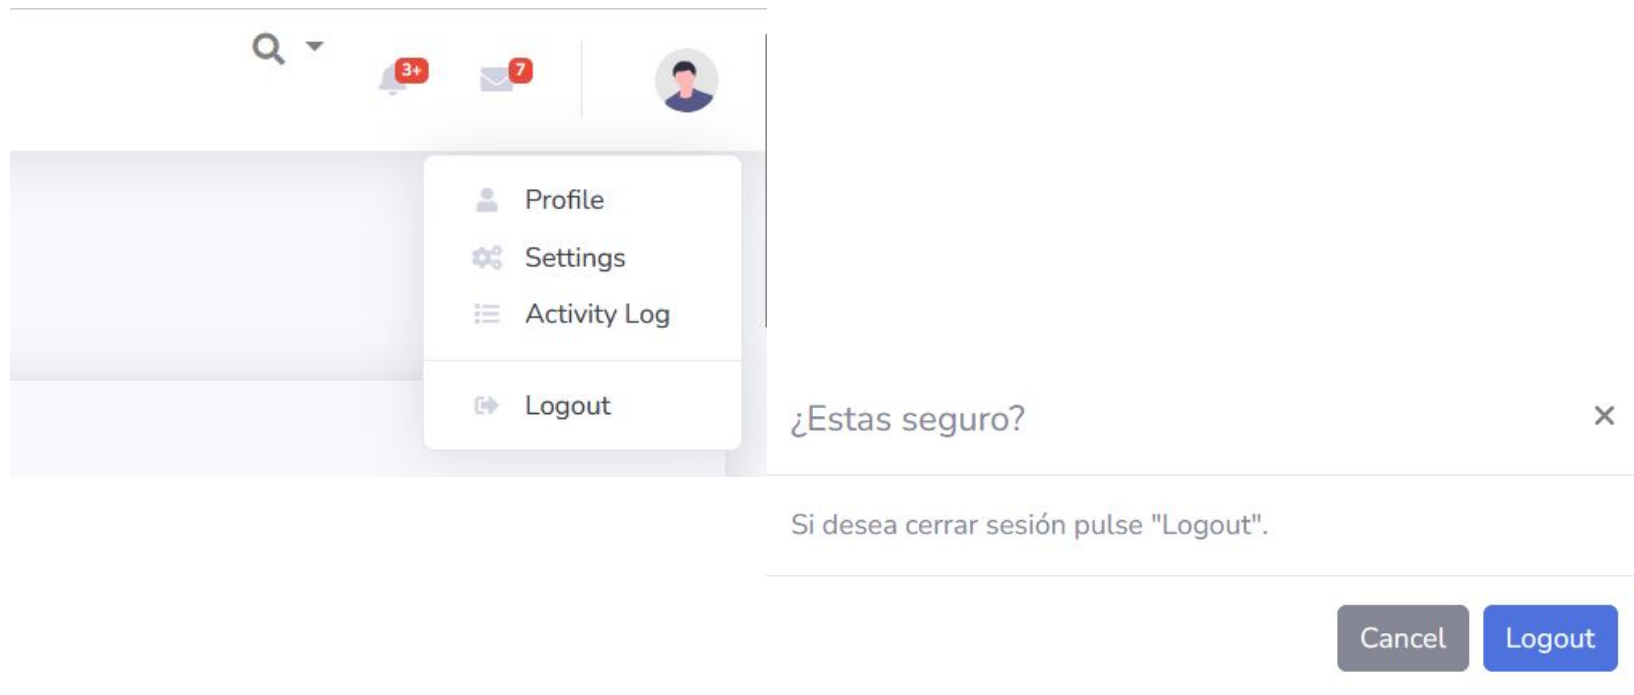 3+
7
Profile
Settings
Activity Log
Logout
¿Estas seguro?
Si desea cerrar sesión pulse "Logout".
Cancel
Logout